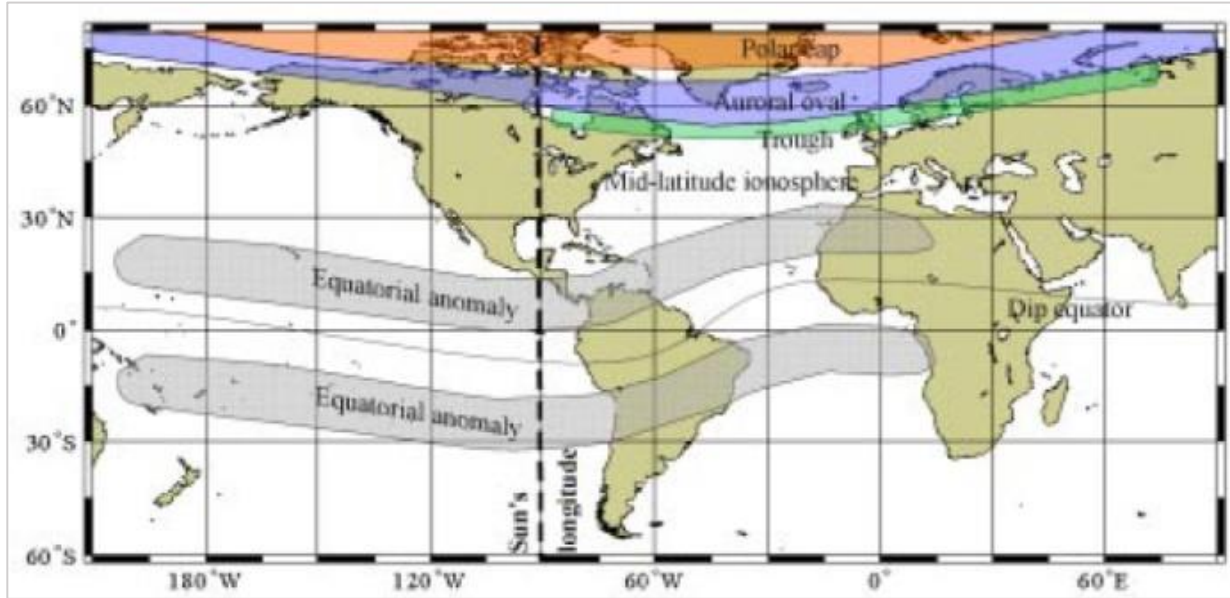 Polar cap
Auroral oval
60°N
Trough
Mid-latitude ionosphere
30°N
Equatorial anomaly
Dip equator
0°
Equatorial anomaly
30°S
Sun's
longitude
60°S
180°W
120°W
60°W
0°
60°E